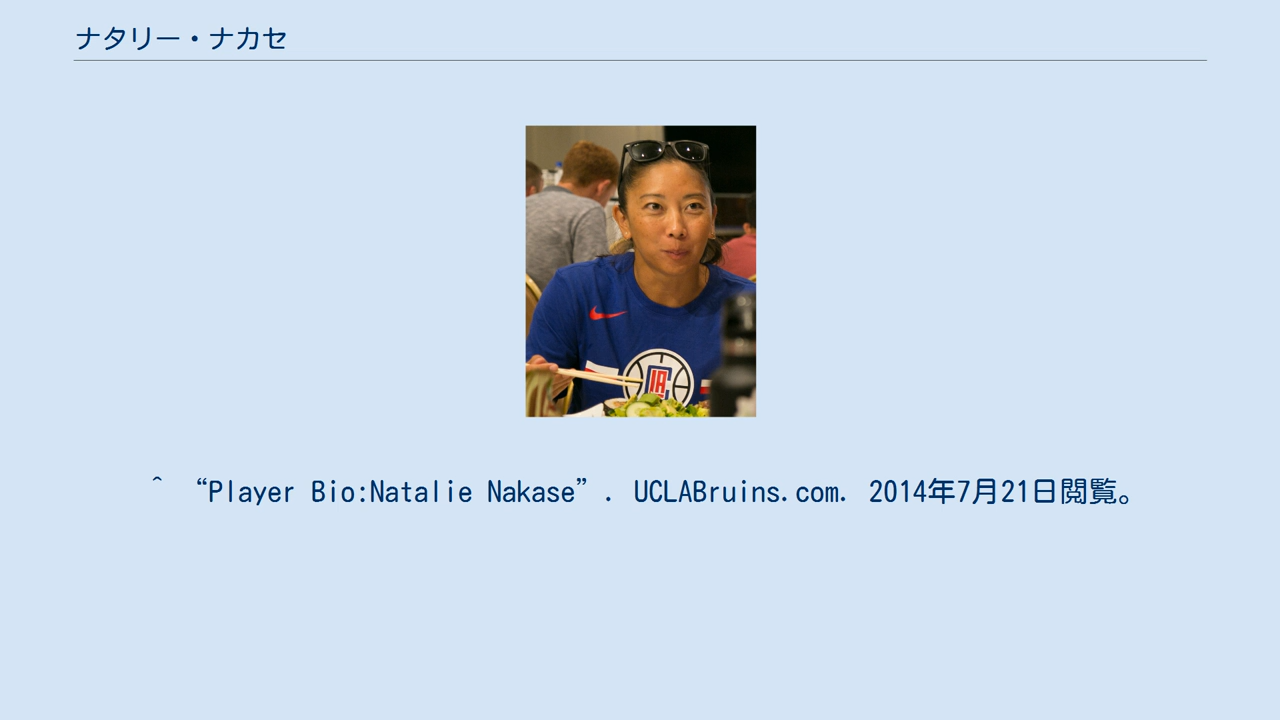 ナタリー・ナカセ
LA
^ “Player Bio:Natalie Nakase”. UCLABruins.com. 2014年7月21日閲覧。